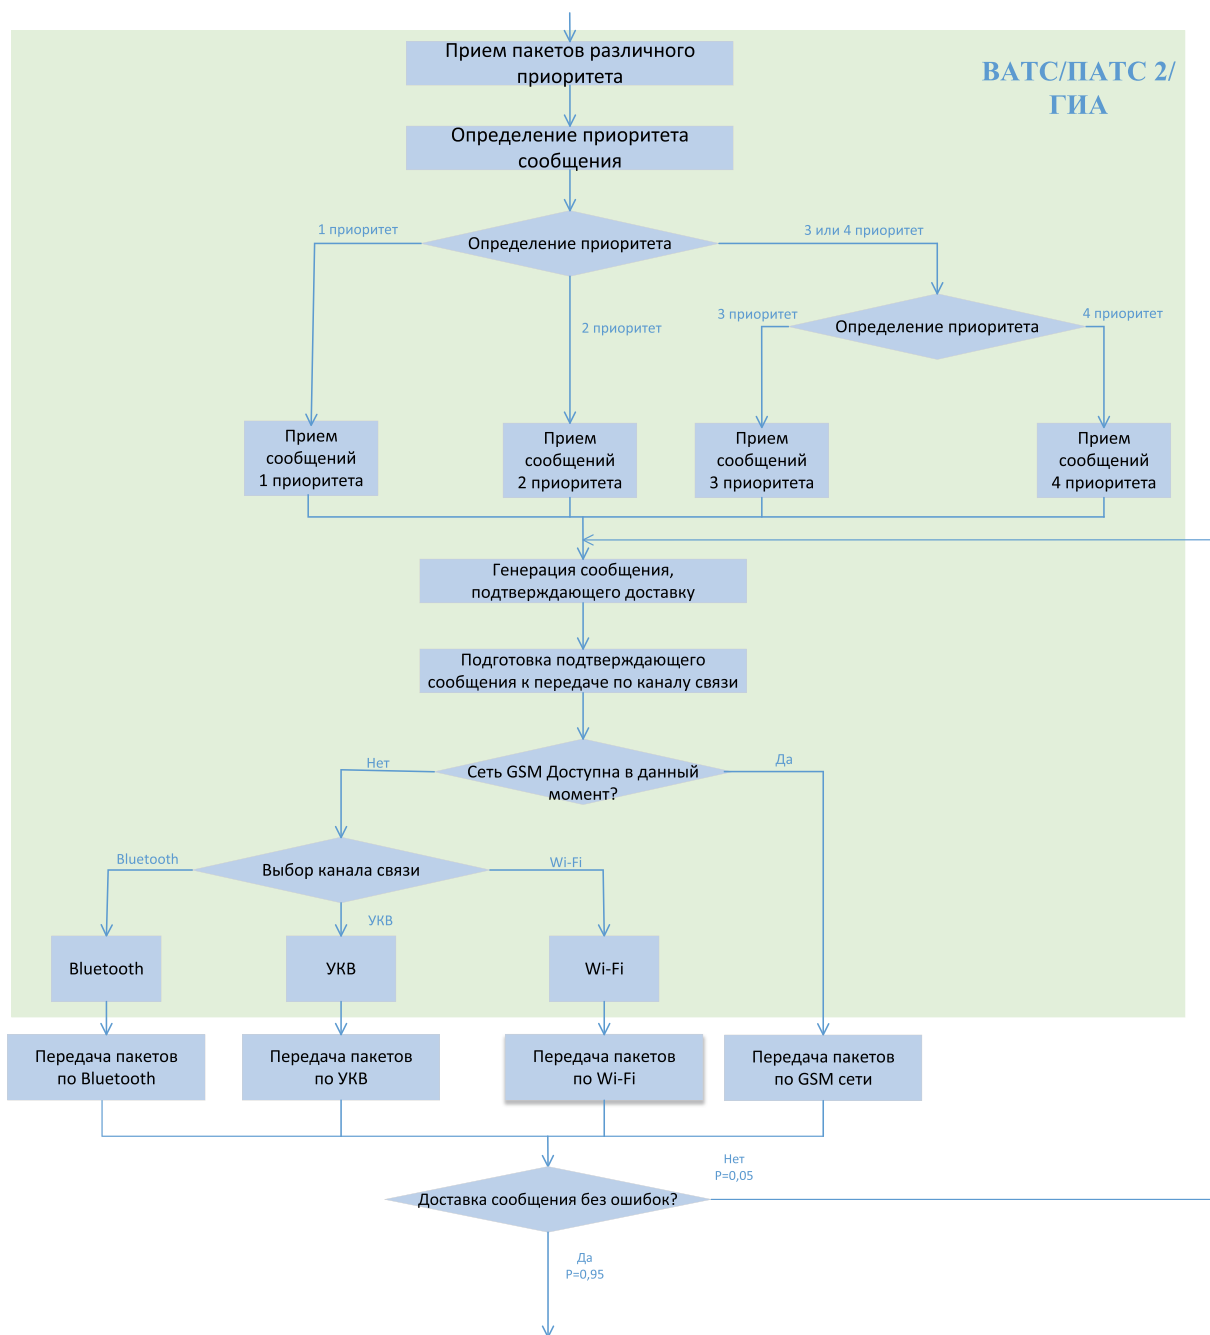 Прием пакетов различного
приоритета
ВАТС/ПАТС 2/
ГИА
Определение приоритета
сообщения
1 приоритет
Определение приоритета
3 или 4 приоритет
2 приоритет
3 приоритет
Определение приоритета
4 приоритет
Прием
сообщений
1 приоритета
Прием
сообщений
2 приоритета
Прием
сообщений
3 приоритета
Прием
сообщений
4 приоритета
Генерация сообщения,
подтверждающего доставку
Подготовка подтверждающего
сообщения к передаче по каналу связи
Нет
Сеть GSM Доступна в данный
момент?
Да
Bluetooth
Выбор канала связи
Wi-Fi
УКВ
Bluetooth
УКВ
Wi-Fi
Передача пакетов
по Bluetooth
Передача пакетов
по УКВ
Передача пакетов
по Wi-Fi
Передача пакетов
по GSM сети
Нет
P=0,05
Доставка сообщения без ошибок?
Да
P=0,95